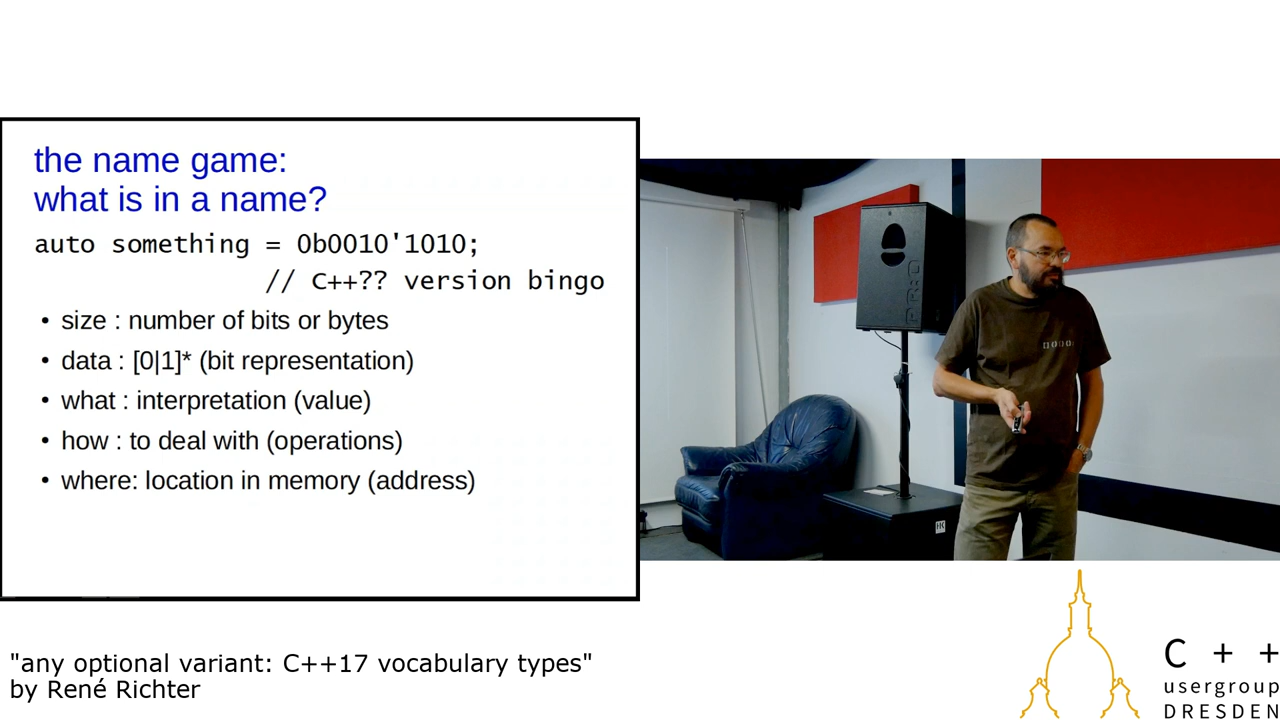 the name game:
what is in a name?
auto something = 0b0010'1010;
// C++?? version bingo
• size : number of bits or bytes
• data : [0|1]* (bit representation)
• what : interpretation (value)
• how : to deal with (operations)
• where: location in memory (address)
PRO
"any optional variant: C++17 vocabulary types"
by René Richter
C + +
usergroup
DRESDEN